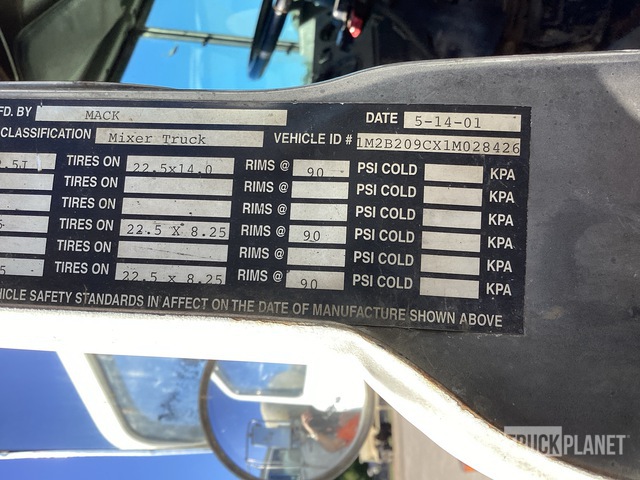 FD. BY MACK DATE 5-14-01
CLASSIFICATION Mixer Truck VEHICLE ID # 1M2B209CX1M028426
TIRES ON 22.5x14.0 RIMS @ 90 PSI COLD KPA
TIRES ON RIMS @ PSI COLD KPA
TIRES ON RIMS @ PSI COLD KPA
TIRES ON 22.5 X 8.25 RIMS @ 90 PSI COLD KPA
TIRES ON RIMS @ PSI COLD KPA
TIRES ON 22.5 x 8.25 RIMS @ 90 PSI COLD KPA
HICLE SAFETY STANDARDS IN AFFECT ON THE DATE OF MANUFACTURE SHOWN ABOVE
TRUCKPLANET